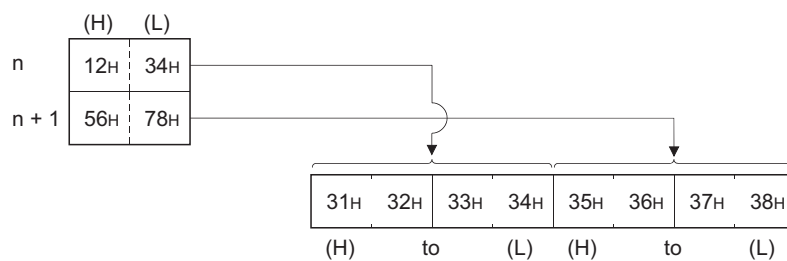 (H) (L)
n 12H 34H
n + 1 56H 78H
31H 32H 33H 34H 35H 36H 37H 38H
(H) to (L) (H) to (L)